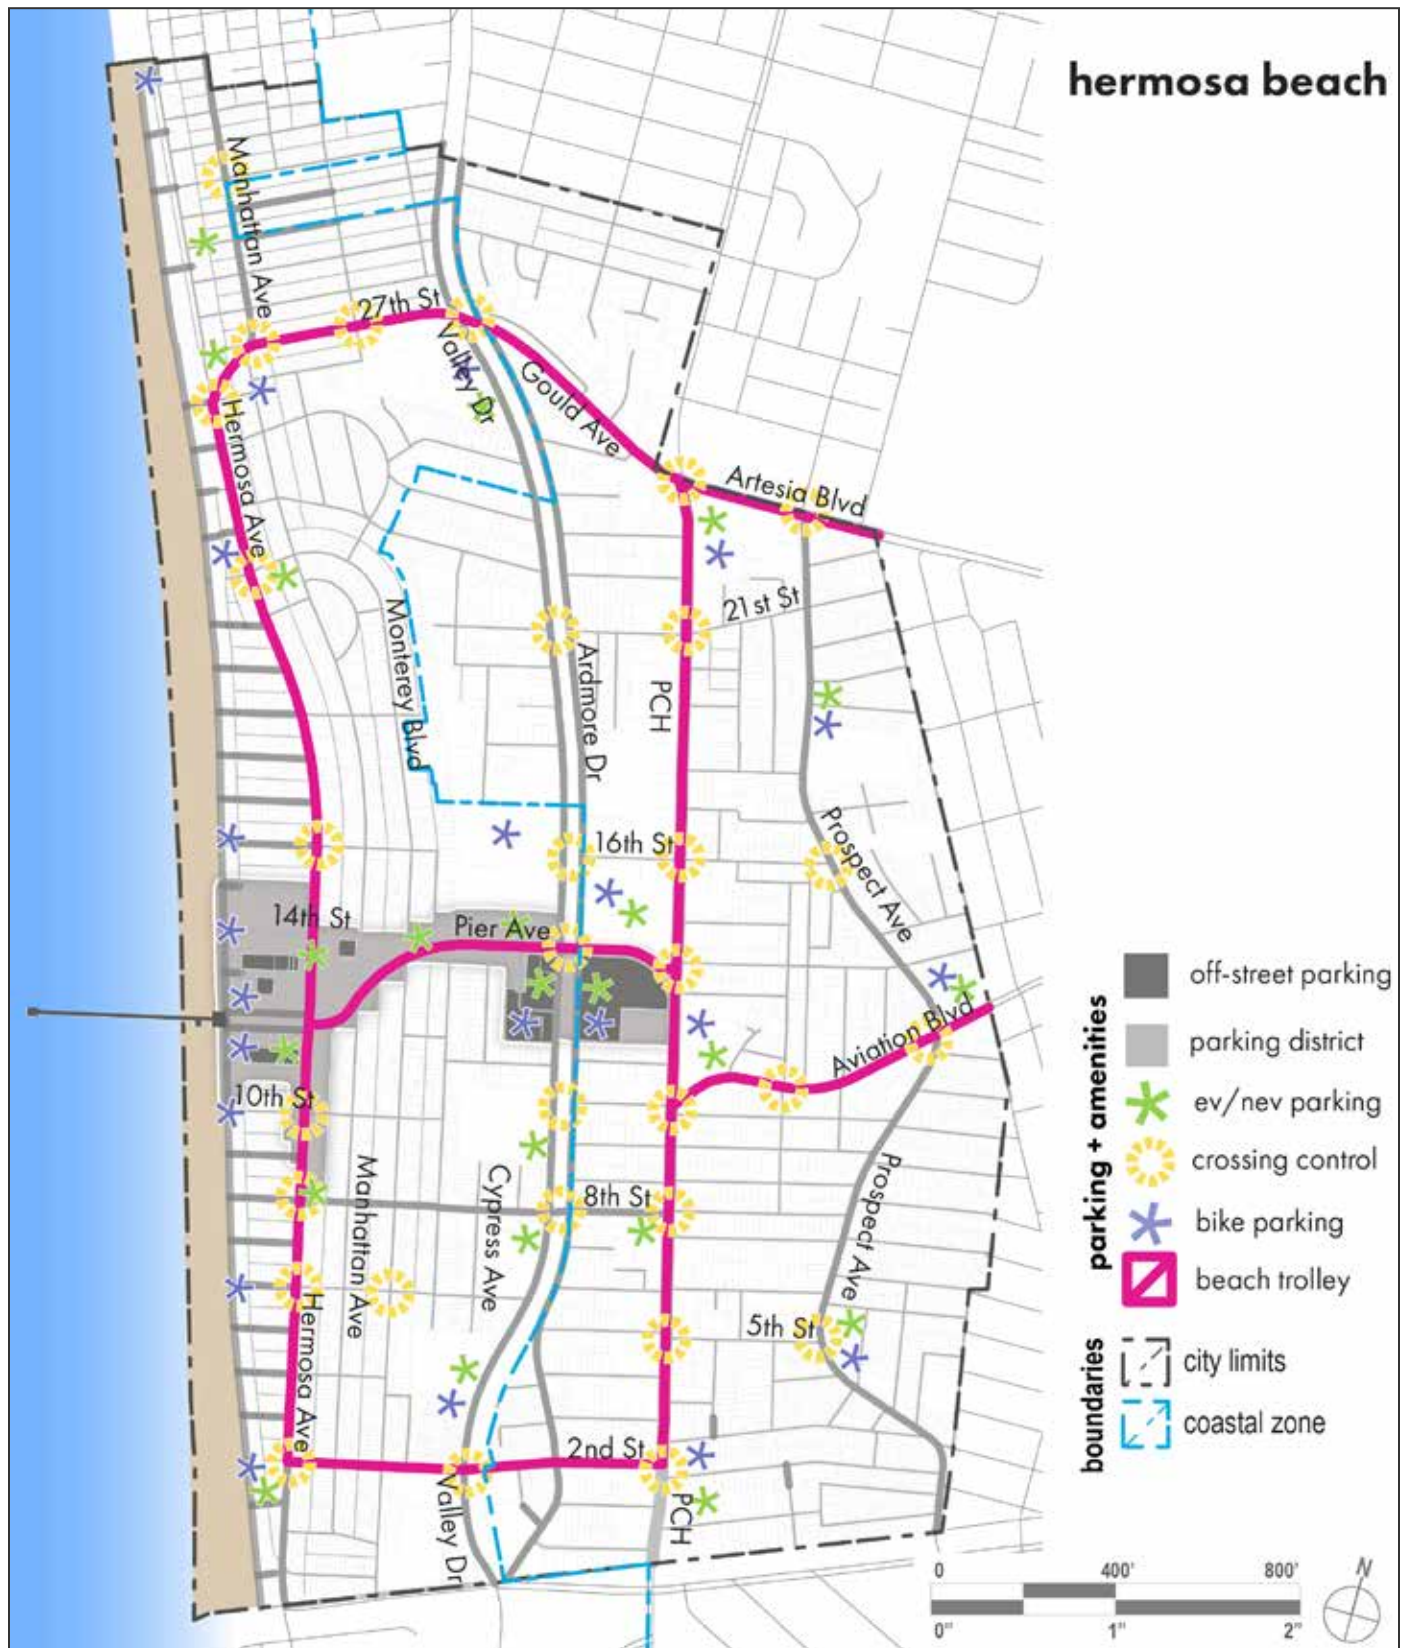 hermosa beach
Manhattan Ave
27th St
Valley Dr
Gould Ave
Hermosa Ave
Artesia Blvd
21st St
Monterey Blvd
Ardmore Dr
PCH
16th St
Prospect Ave
14th St
Pier Ave
Aviation Blvd
10th St
Manhattan Ave
Cypress Ave
8th St
Prospect Ave
5th St
Hermosa Ave
2nd St
Valley Dr
PCH
parking + amenities
off-street parking
parking district
ev/nev parking
crossing control
bike parking
beach trolley
boundaries
city limits
coastal zone
0 400' 800'
0" 1" 2"
N